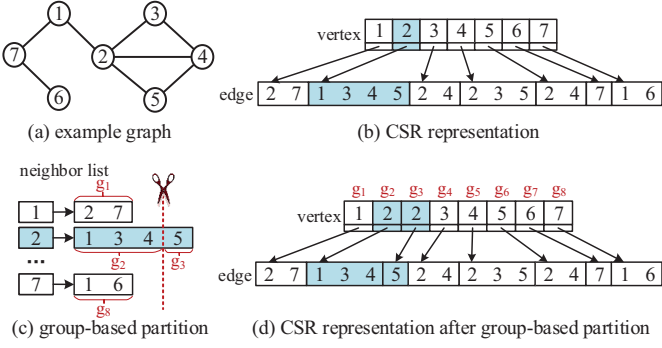 1
3
7
2
4
6
5
(a) example graph
vertex 1 2 3 4 5 6 7
edge 2 7 1 3 4 5 2 4 2 3 5 2 4 7 1 6
(b) CSR representation
neighbor list
g1
1 2 7
2 1 3 4 5
...
g2 g3
7 1 6
g8
(c) group-based partition
g1 g2 g3 g4 g5 g6 g7 g8
vertex 1 2 2 3 4 5 6 7
edge 2 7 1 3 4 5 2 4 2 3 5 2 4 7 1 6
(d) CSR representation after group-based partition